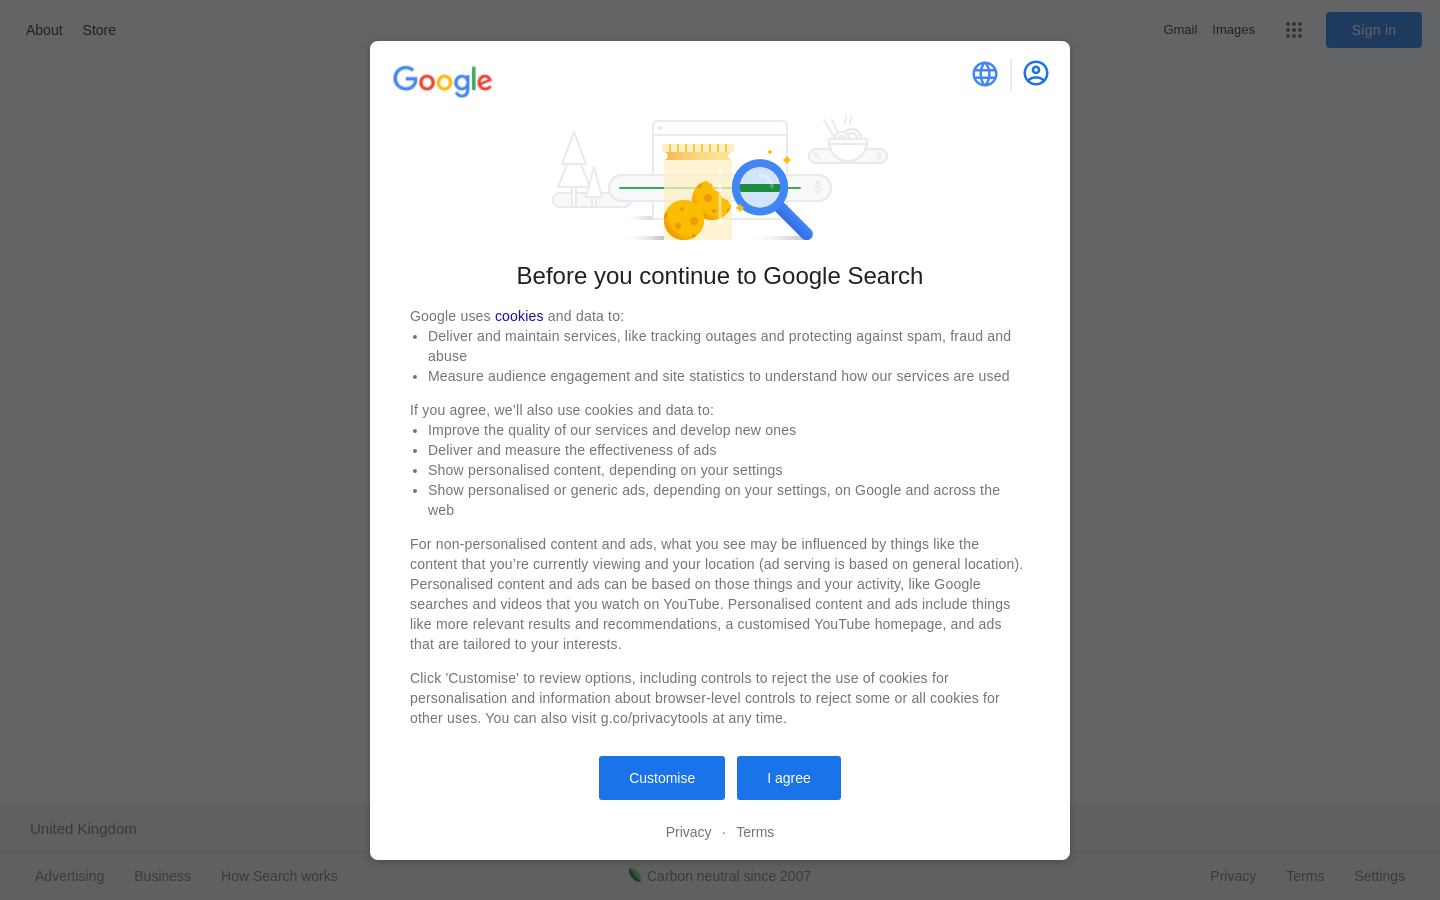 About Store Gmail Images Sign in
Google
Before you continue to Google Search
Google uses cookies and data to:
• Deliver and maintain services, like tracking outages and protecting against spam, fraud and
abuse
• Measure audience engagement and site statistics to understand how our services are used
If you agree, we’ll also use cookies and data to:
• Improve the quality of our services and develop new ones
• Deliver and measure the effectiveness of ads
• Show personalised content, depending on your settings
• Show personalised or generic ads, depending on your settings, on Google and across the
web
For non-personalised content and ads, what you see may be influenced by things like the
content that you’re currently viewing and your location (ad serving is based on general location).
Personalised content and ads can be based on those things and your activity, like Google
searches and videos that you watch on YouTube. Personalised content and ads include things
like more relevant results and recommendations, a customised YouTube homepage, and ads
that are tailored to your interests.
Click 'Customise' to review options, including controls to reject the use of cookies for
personalisation and information about browser-level controls to reject some or all cookies for
other uses. You can also visit g.co/privacytools at any time.
Customise I agree
Privacy · Terms
United Kingdom
Advertising Business How Search works Carbon neutral since 2007 Privacy Terms Settings